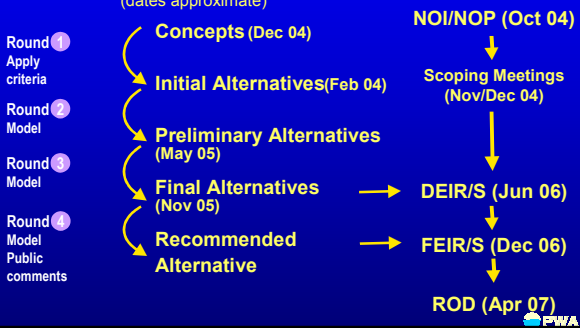 (dates approximate)
Concepts (Dec 04)
Initial Alternatives(Feb 04)
Preliminary Alternatives
(May 05)
Final Alternatives
(Nov 05)
Recommended
Alternative
Round 1
Apply
criteria
Round 2
Model
Round 3
Model
Round 4
Model
Public
comments
NOI/NOP (Oct 04)
Scoping Meetings
(Nov/Dec 04)
DEIR/S (Jun 06)
FEIR/S (Dec 06)
ROD (Apr 07)
PWA